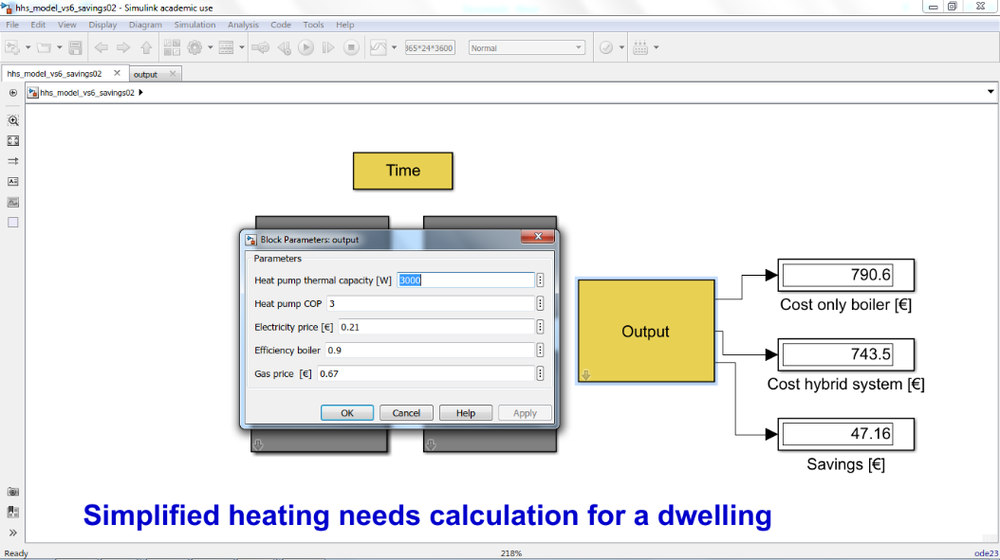 hhs_model_vs6_savings02 - Simulink academic use
File Edit View Display Diagram Simulation Analysis Code Tools Help
365*24*3600 Normal
hhs_model_vs6_savings02 output
hhs_model_vs6_savings02
Time
Block Parameters: output
Parameters
Heat pump thermal capacity [W] 3000
Heat pump COP 3
Electricity price [€] 0.21
Efficiency boiler 0.9
Gas price [€] 0.67
OK Cancel Help Apply
Output
790.6
Cost only boiler [€]
743.5
Cost hybrid system [€]
47.16
Savings [€]
Simplified heating needs calculation for a dwelling
Ready 218% ode23